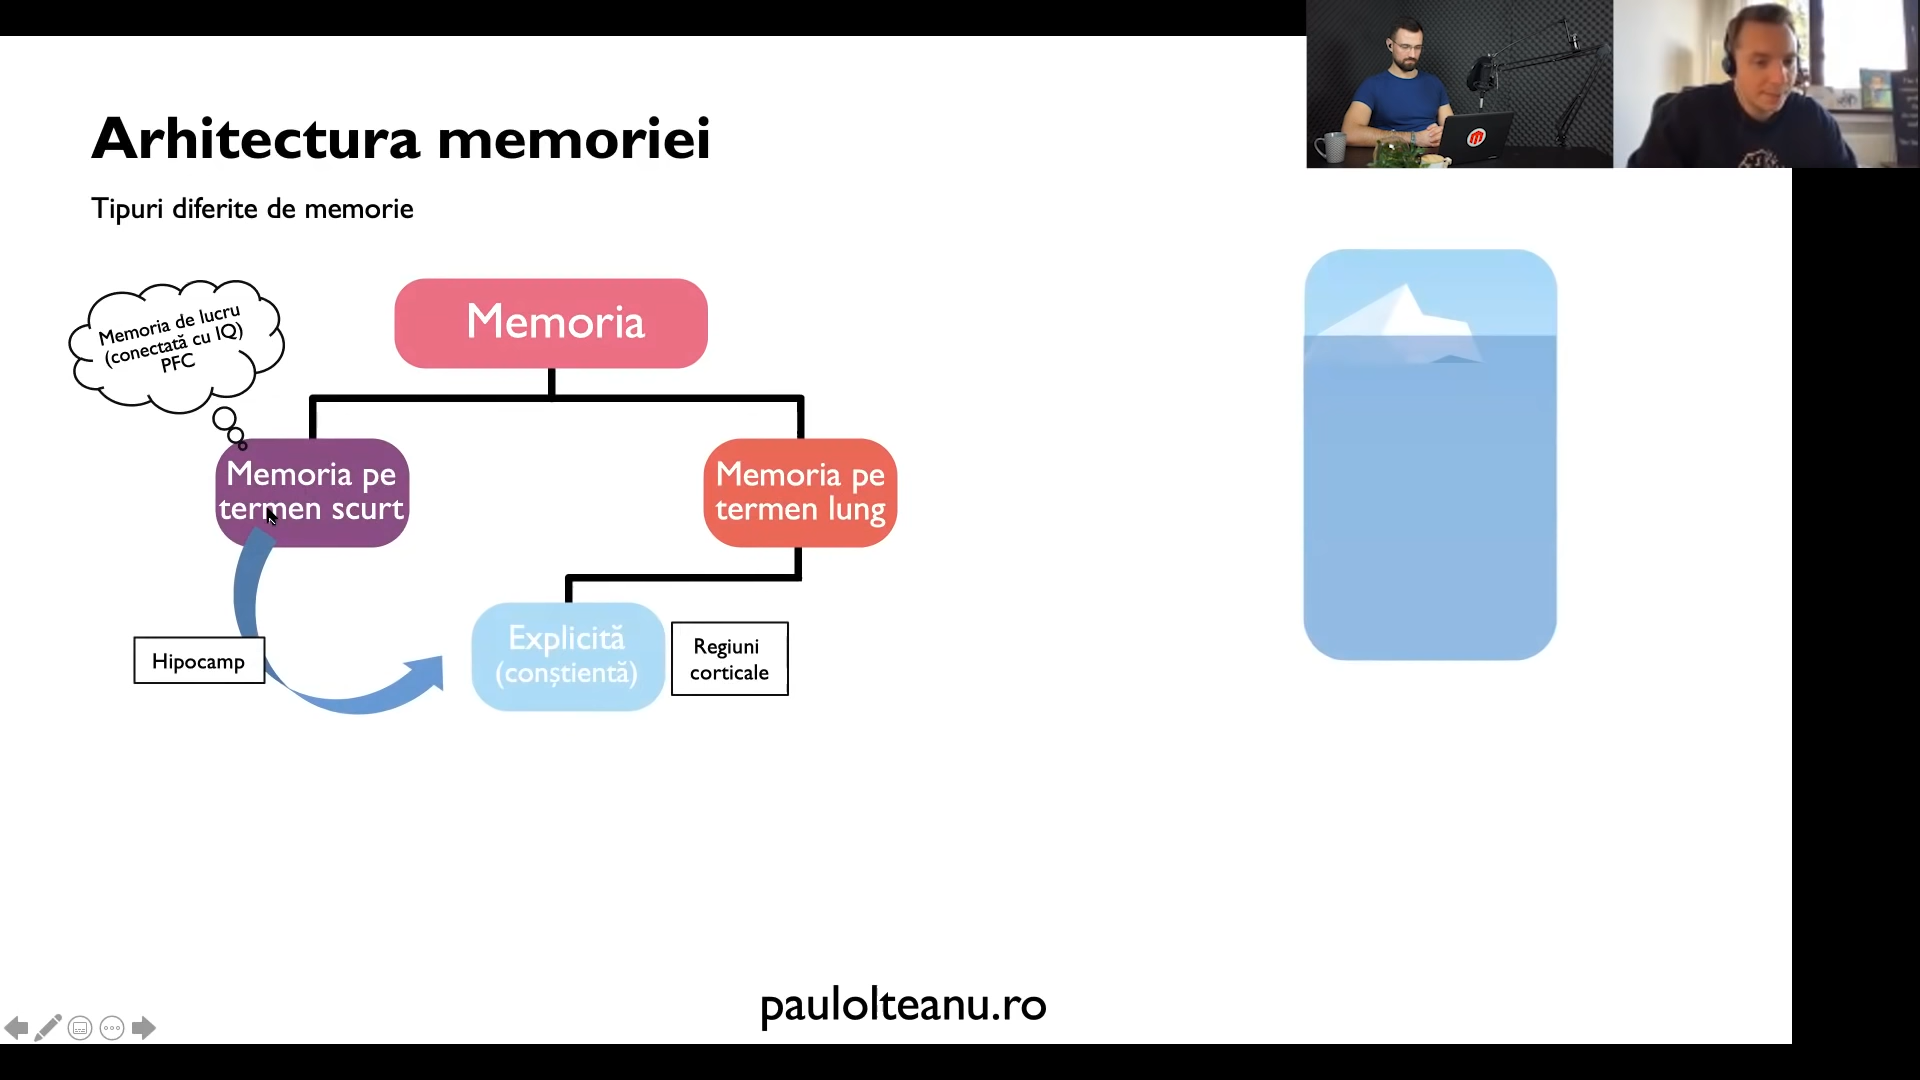 Arhitectura memoriei
Tipuri diferite de memorie
Memoria de lucru
(conectată cu IQ)
PFC
Memoria
Memoria pe
termen scurt
Memoria pe
termen lung
Hipocamp
Explicită
(conștientă)
Regiuni
corticale
paulolteanu.ro